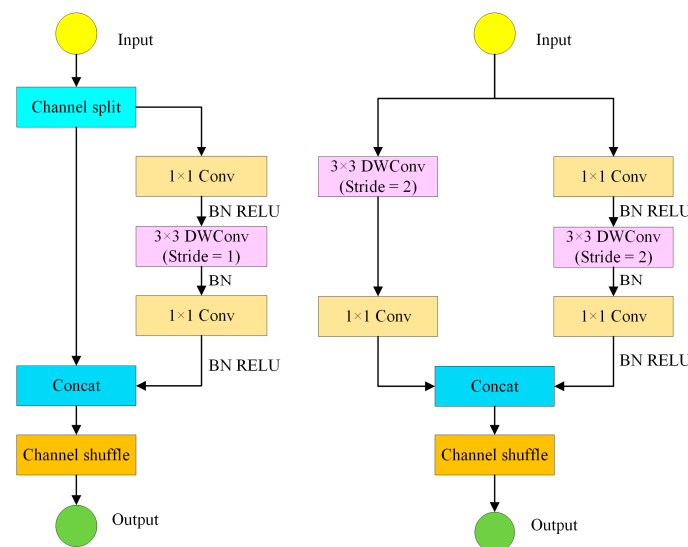 Input
Channel split
1×1 Conv
BN RELU
3×3 DWConv
(Stride = 1)
BN
1×1 Conv
BN RELU
Concat
Channel shuffle
Output
Input
3×3 DWConv
(Stride = 2)
1×1 Conv
1×1 Conv
BN RELU
3×3 DWConv
(Stride = 2)
BN
1×1 Conv
BN RELU
Concat
Channel shuffle
Output